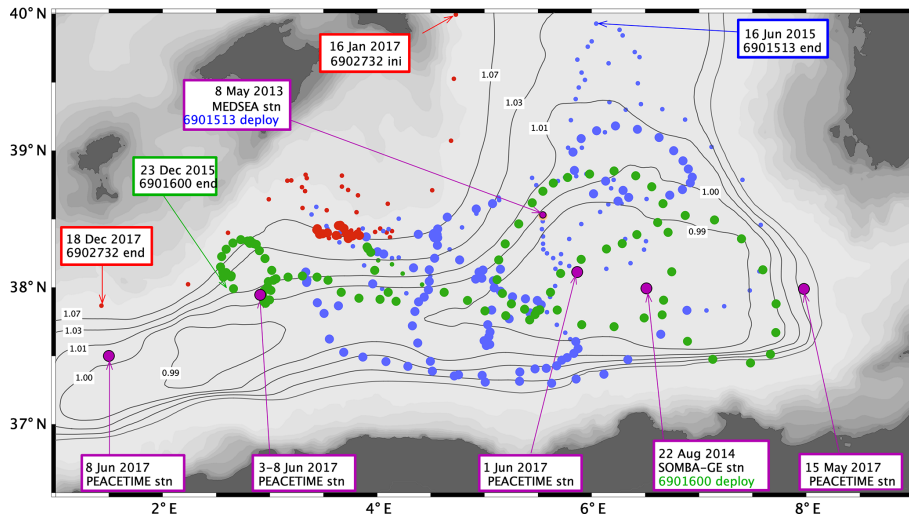 40° N
39° N
38° N
37° N
2° E
4° E
6° E
8° E
16 Jan 2017
6902732 ini
16 Jun 2015
6901513 end
8 May 2013
MEDSEA stn
6901513 deploy
23 Dec 2015
6901600 end
18 Dec 2017
6902732 end
1.07
1.03
1.01
1.00
0.99
1.07
1.03
1.01
1.00
0.99
8 Jun 2017
PEACETIME stn
3–8 Jun 2017
PEACETIME stn
1 Jun 2017
PEACETIME stn
22 Aug 2014
SOMBA-GE stn
6901600 deploy
15 May 2017
PEACETIME stn